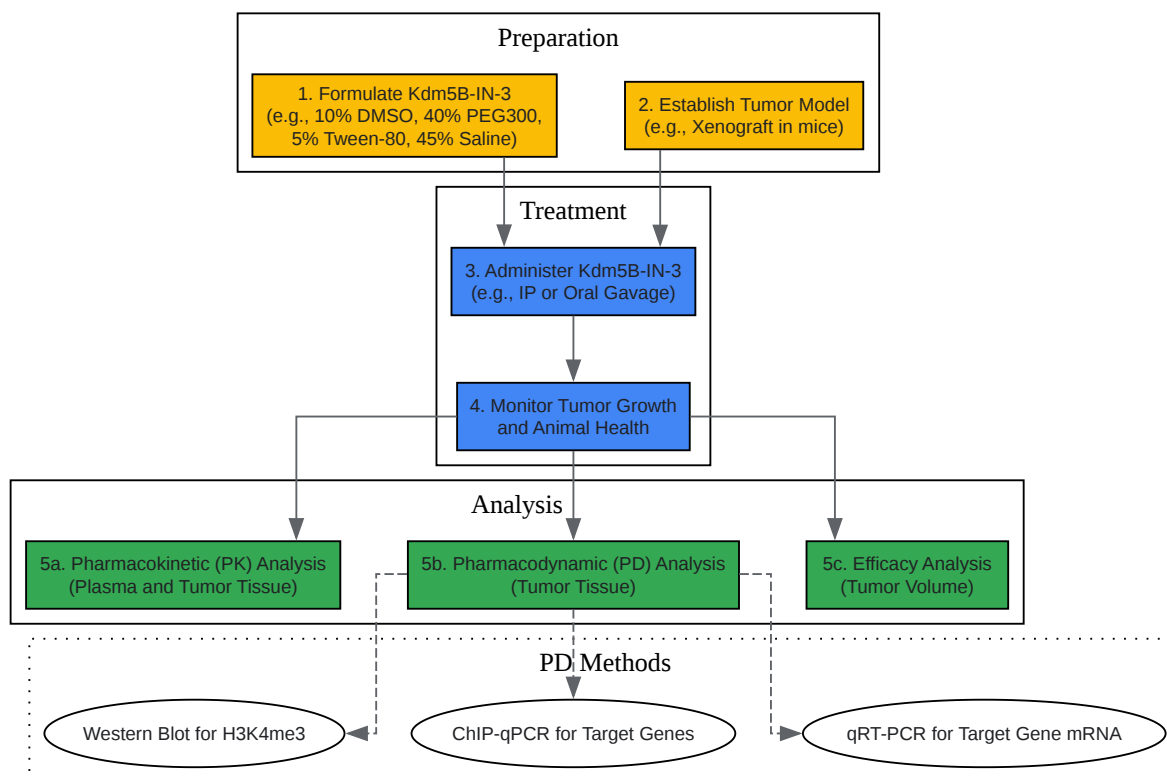 Preparation
1. Formulate Kdm5B-IN-3
(e.g., 10% DMSO, 40% PEG300,
5% Tween-80, 45% Saline)
2. Establish Tumor Model
(e.g., Xenograft in mice)
Treatment
3. Administer Kdm5B-IN-3
(e.g., IP or Oral Gavage)
4. Monitor Tumor Growth
and Animal Health
Analysis
5a. Pharmacokinetic (PK) Analysis
(Plasma and Tumor Tissue)
5b. Pharmacodynamic (PD) Analysis
(Tumor Tissue)
5c. Efficacy Analysis
(Tumor Volume)
PD Methods
Western Blot for H3K4me3
ChIP-qPCR for Target Genes
qRT-PCR for Target Gene mRNA